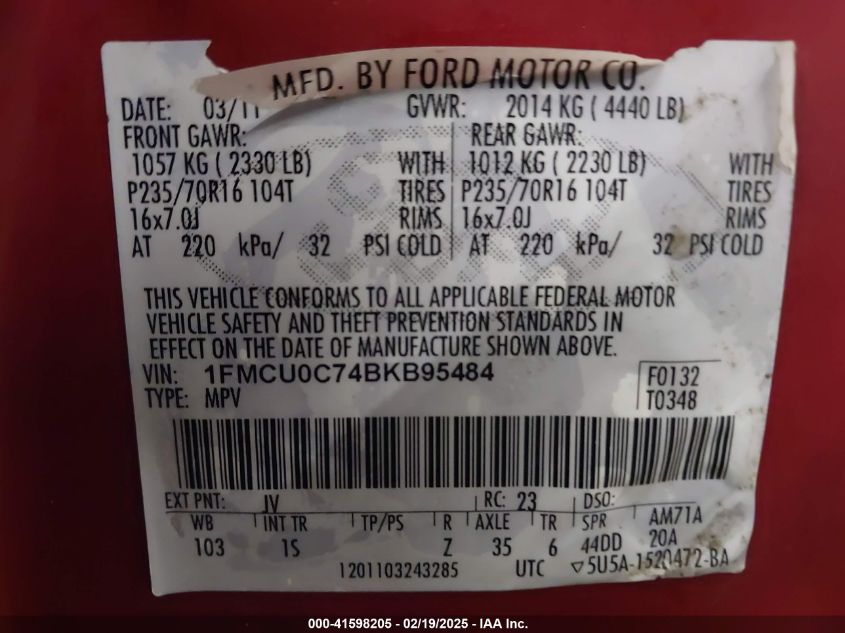 MFD. BY FORD MOTOR CO.
DATE: 03/11 GVWR: 2014 KG ( 4440 LB)
FRONT GAWR: REAR GAWR:
1057 KG ( 2330 LB) WITH 1012 KG ( 2230 LB) WITH
P235/70R16 104T TIRES P235/70R16 104T TIRES
16x7.0J RIMS 16x7.0J RIMS
AT 220 kPa/ 32 PSI COLD AT 220 kPa/ 32 PSI COLD
THIS VEHICLE CONFORMS TO ALL APPLICABLE FEDERAL MOTOR
VEHICLE SAFETY AND THEFT PREVENTION STANDARDS IN
EFFECT ON THE DATE OF MANUFACTURE SHOWN ABOVE.
VIN: 1FMCU0C74BKB95484 F0132
TYPE: MPV T0348
EXT PNT: JV RC: 23 DSO:
WB INT TR TP/PS R AXLE TR SPR AM71A
103 1S Z 35 6 44DD 20A
1201103243285 UTC ▽5U5A-1520472-BA
000-41598205 - 02/19/2025 - © IAA Inc.